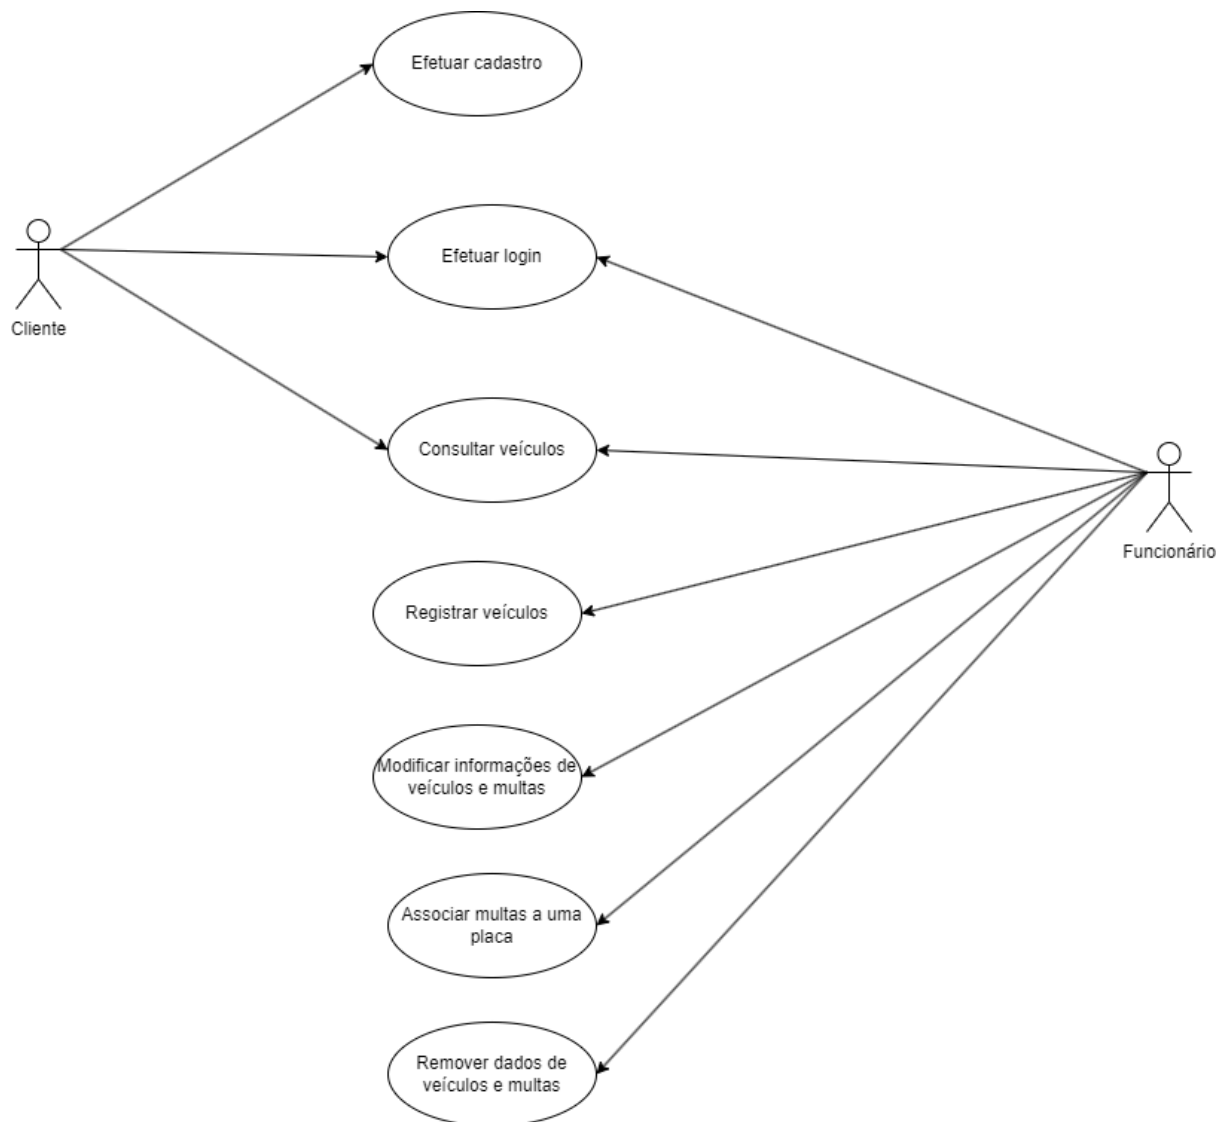 Efetuar cadastro
Efetuar login
Cliente
Consultar veículos
Funcionário
Registrar veículos
Modificar informações de
veículos e multas
Associar multas a uma
placa
Remover dados de
veículos e multas